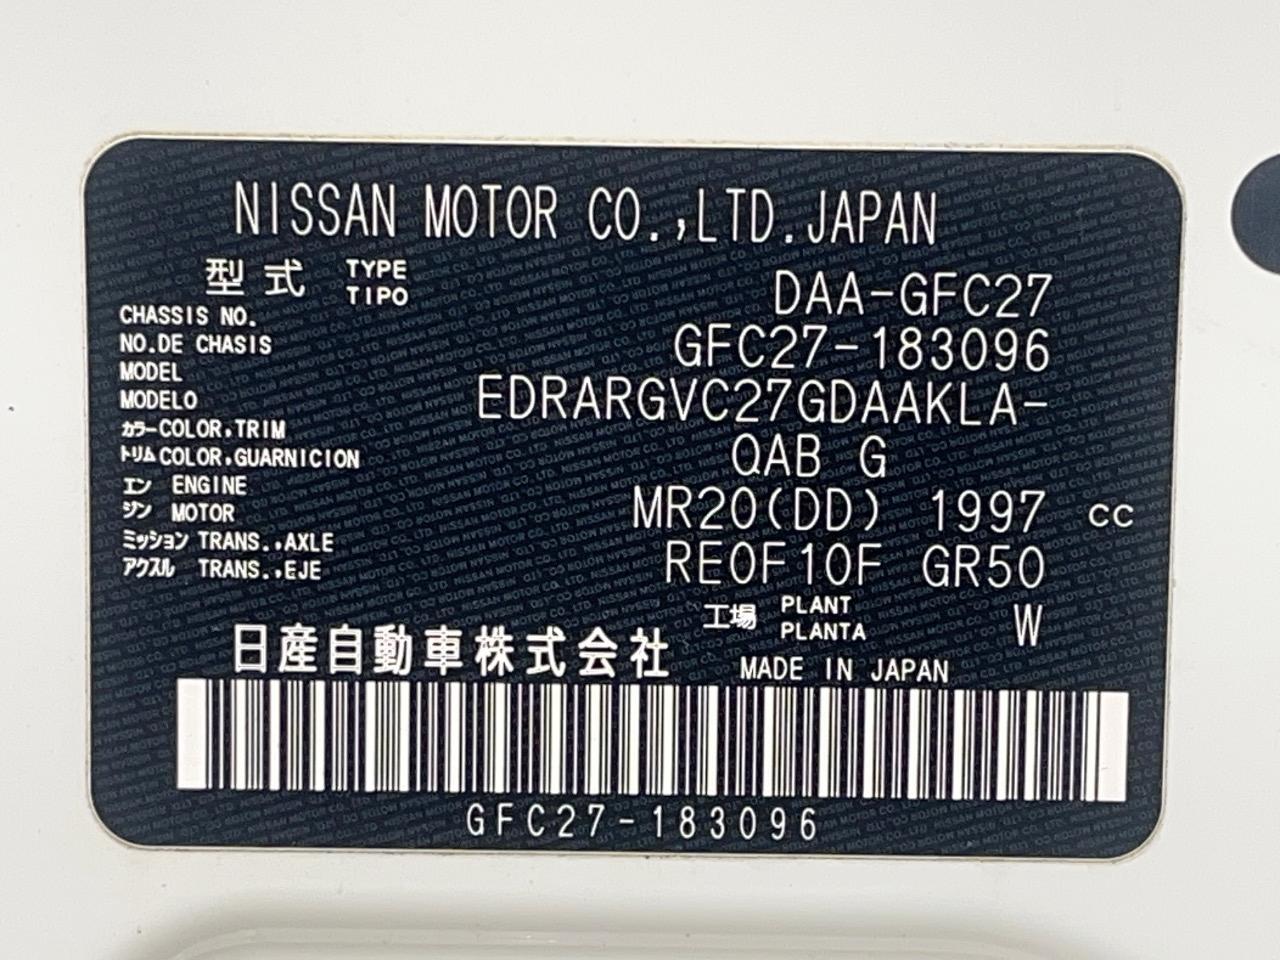 NISSAN MOTOR CO.,LTD.JAPAN
型式 TYPE TIPO DAA-GFC27
CHASSIS NO.
NO.DE CHASIS GFC27-183096
MODEL
MODELO EDRARGVC27GDAAKLA-
カラー COLOR,TRIM
トリム COLOR,GUARNICION QAB G
エン ENGINE
ジン MOTOR MR20(DD) 1997 cc
ミッション TRANS.,AXLE
アクスル TRANS.,EJE RE0F10F GR50
工場 PLANT PLANTA W
日産自動車株式会社 MADE IN JAPAN
GFC27-183096